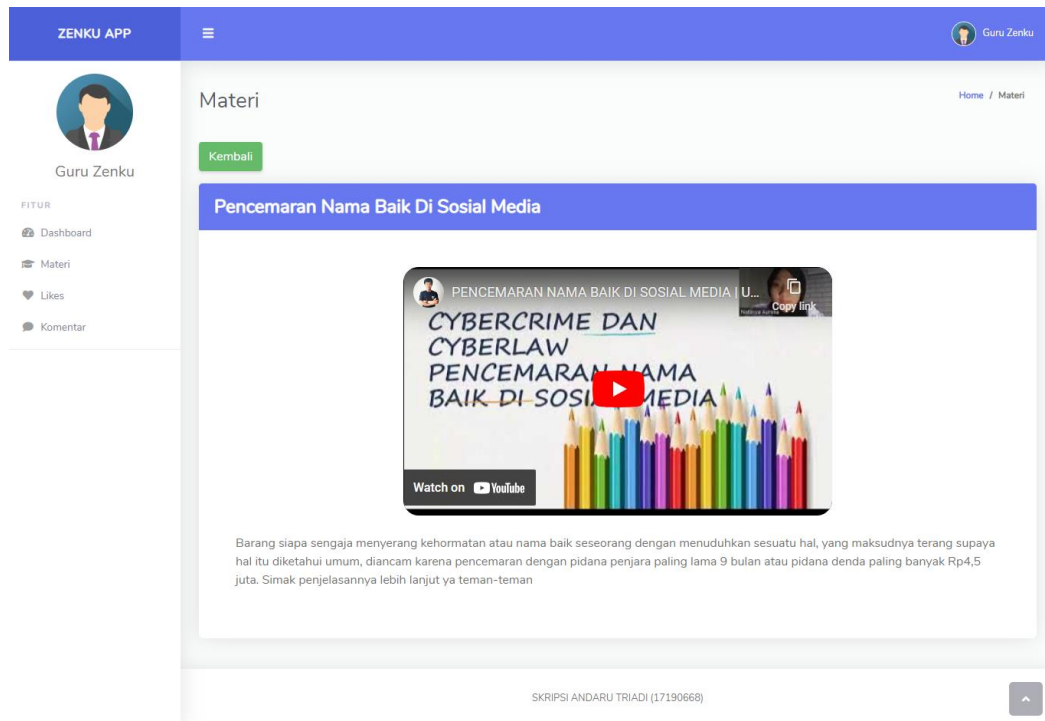 ZENKU APP
Guru Zenku
Guru Zenku
FITUR
Dashboard
Materi
Likes
Komentar
Materi
Home / Materi
Kembali
Pencemaran Nama Baik Di Sosial Media
PENCEMARAN NAMA BAIK DI SOSIAL MEDIA | U...
Copy link
CYBERCRIME DAN
CYBERLAW
PENCEMARAN NAMA
BAIK DI SOSIAL MEDIA
Watch on YouTube
Barang siapa sengaja menyerang kehormatan atau nama baik seseorang dengan menuduhkan sesuatu hal, yang maksudnya terang supaya
hal itu diketahui umum, diancam karena pencemaran dengan pidana penjara paling lama 9 bulan atau pidana denda paling banyak Rp4,5
juta. Simak penjelasannya lebih lanjut ya teman-teman
SKRIPSI ANDARU TRIADI (17190668)